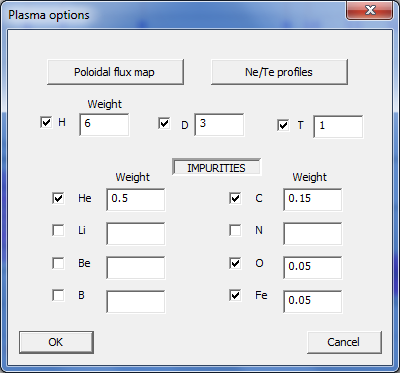 Plasma options
Poloidal flux map Ne/Te profiles
Weight
H 6 D 3 T 1
IMPURITIES
Weight Weight
He 0.5 C 0.15
Li N
Be O 0.05
B Fe 0.05
OK Cancel